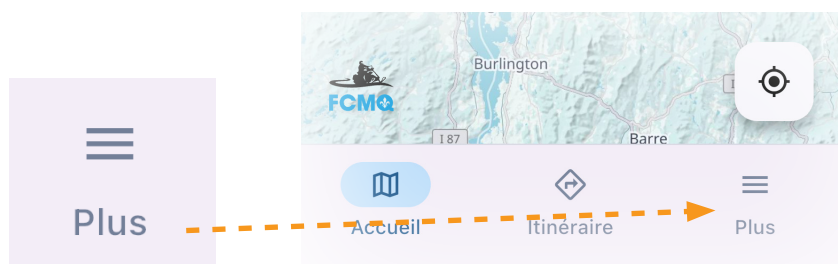 Plus
Burlington
FCMQ
I 87
Barre
Accueil
Itinéraire
Plus